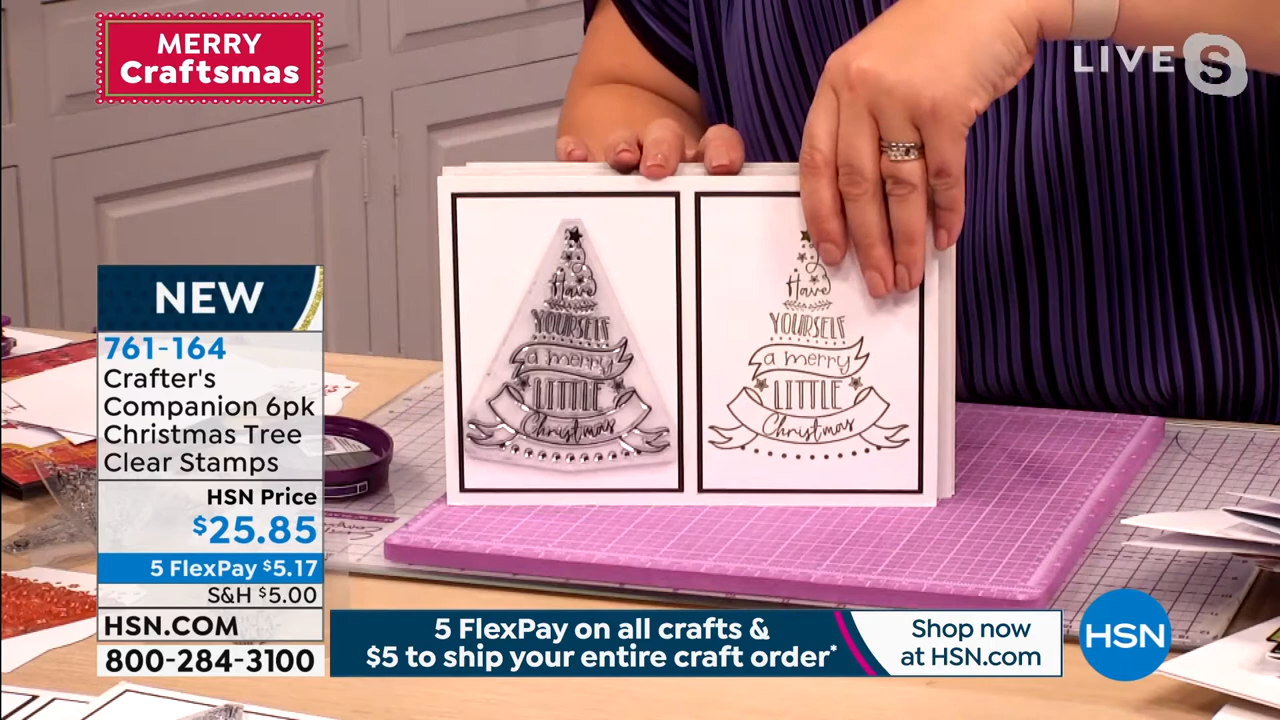 MERRY
Craftsmas
LIVE S
NEW
761-164
Crafter's
Companion 6pk
Christmas Tree
Clear Stamps
HSN Price
$25.85
5 FlexPay $5.17
S&H $5.00
HSN.COM
800-284-3100
Have
YOURSELF
a merry
LITTLE
Christmas
Have
YOURSELF
a merry
LITTLE
Christmas
5 FlexPay on all crafts &
$5 to ship your entire craft order*
Shop now
at HSN.com
HSN